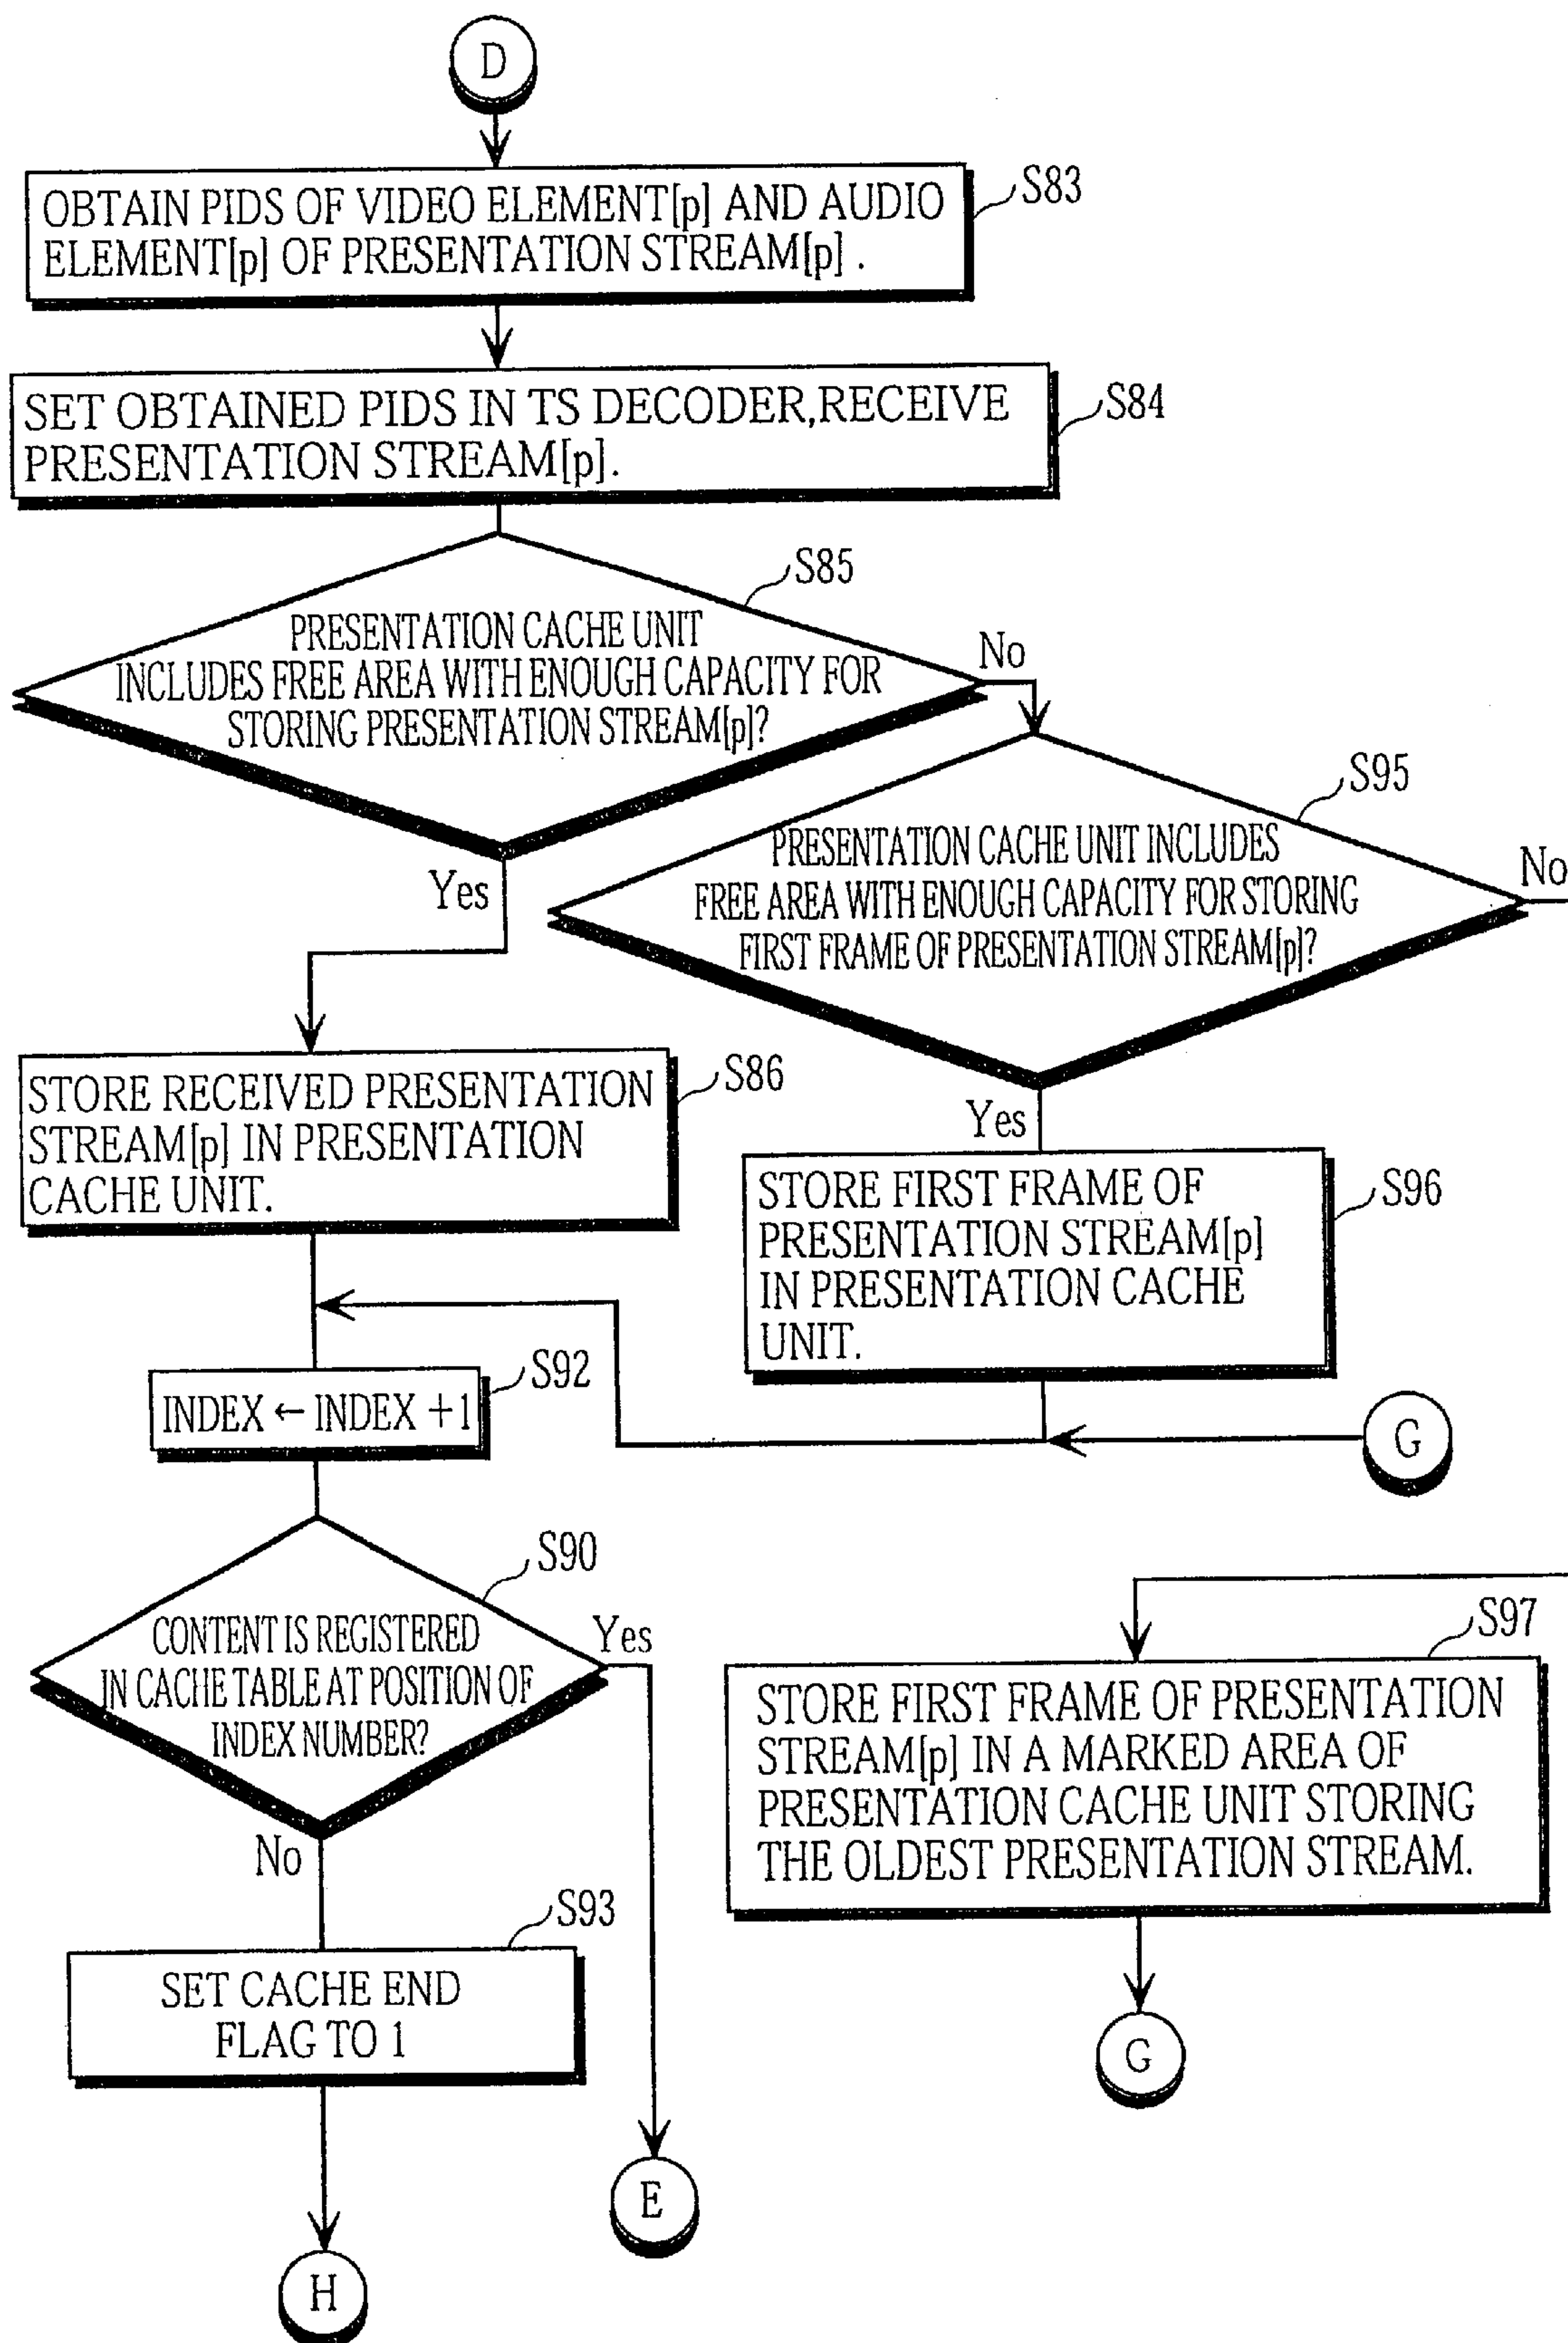 D
OBTAIN PIDS OF VIDEO ELEMENT[p] AND AUDIO
ELEMENT[p] OF PRESENTATION STREAM[p] .
S83
SET OBTAINED PIDS IN TS DECODER,RECEIVE
PRESENTATION STREAM[p].
S84
S85
PRESENTATION CACHE UNIT
INCLUDES FREE AREA WITH ENOUGH CAPACITY FOR
STORING PRESENTATION STREAM[p]?
No
Yes
S95
PRESENTATION CACHE UNIT INCLUDES
FREE AREA WITH ENOUGH CAPACITY FOR STORING
FIRST FRAME OF PRESENTATION STREAM[p]?
No
Yes
STORE RECEIVED PRESENTATION
STREAM[p] IN PRESENTATION
CACHE UNIT.
S86
STORE FIRST FRAME OF
PRESENTATION STREAM[p]
IN PRESENTATION CACHE
UNIT.
S96
INDEX ← INDEX +1
S92
G
S90
CONTENT IS REGISTERED
IN CACHE TABLE AT POSITION OF
INDEX NUMBER?
Yes
No
S97
STORE FIRST FRAME OF PRESENTATION
STREAM[p] IN A MARKED AREA OF
PRESENTATION CACHE UNIT STORING
THE OLDEST PRESENTATION STREAM.
S93
SET CACHE END
FLAG TO 1
G
E
H